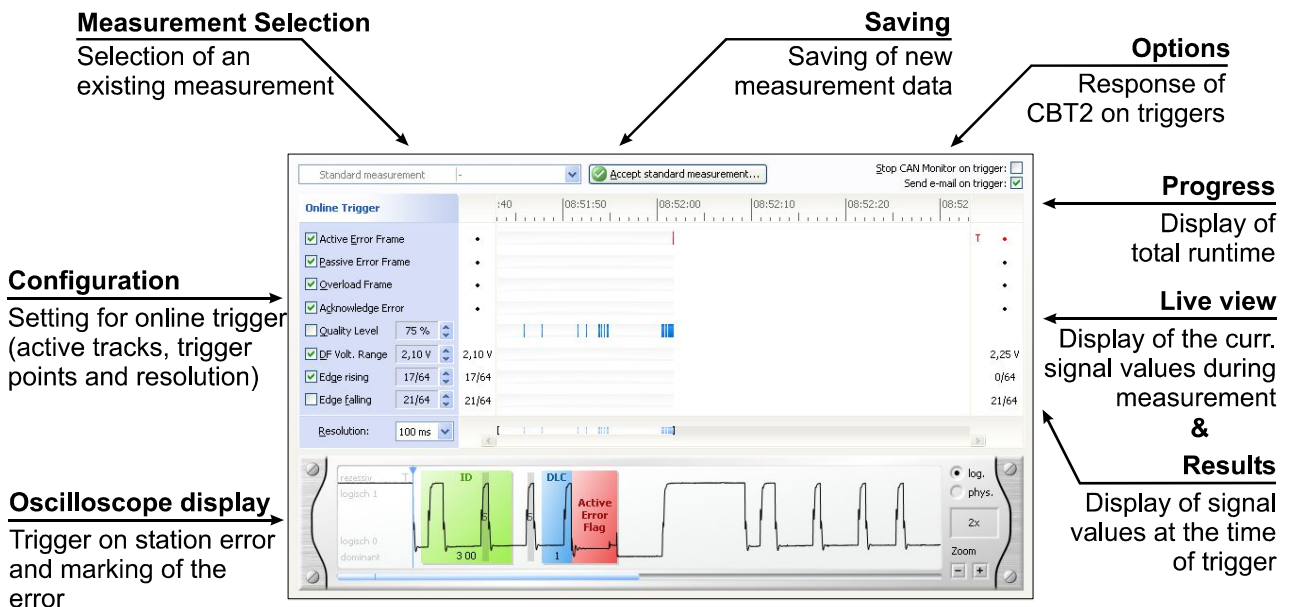 Measurement Selection
Selection of an
existing measurement
Saving
Saving of new
measurement data
Options
Response of
CBT2 on triggers
Standard measurement
-
Accept standard measurement...
Stop CAN Monitor on trigger:
Send e-mail on trigger:
Progress
Display of
total runtime
Online Trigger
:40 08:51:50 08:52:00 08:52:10 08:52:20 08:52
Active Error Frame
T
Passive Error Frame
Overload Frame
Acknowledge Error
Quality Level 75 %
DF Volt. Range 2,10 V 2,10 V 2,25 V
Edge rising 17/64 17/64 0/64
Edge falling 21/64 21/64 21/64
Resolution: 100 ms
Configuration
Setting for online trigger
(active tracks, trigger
points and resolution)
Live view
Display of the curr.
signal values during
measurement
&
Results
Display of signal
values at the time
of trigger
Oscilloscope display
Trigger on station error
and marking of the
error
rezessiv T
logisch 1
logisch 0
dominant
ID
S
3 00
S
DLC
1
Active
Error
Flag
log.
phys.
2x
Zoom
- +